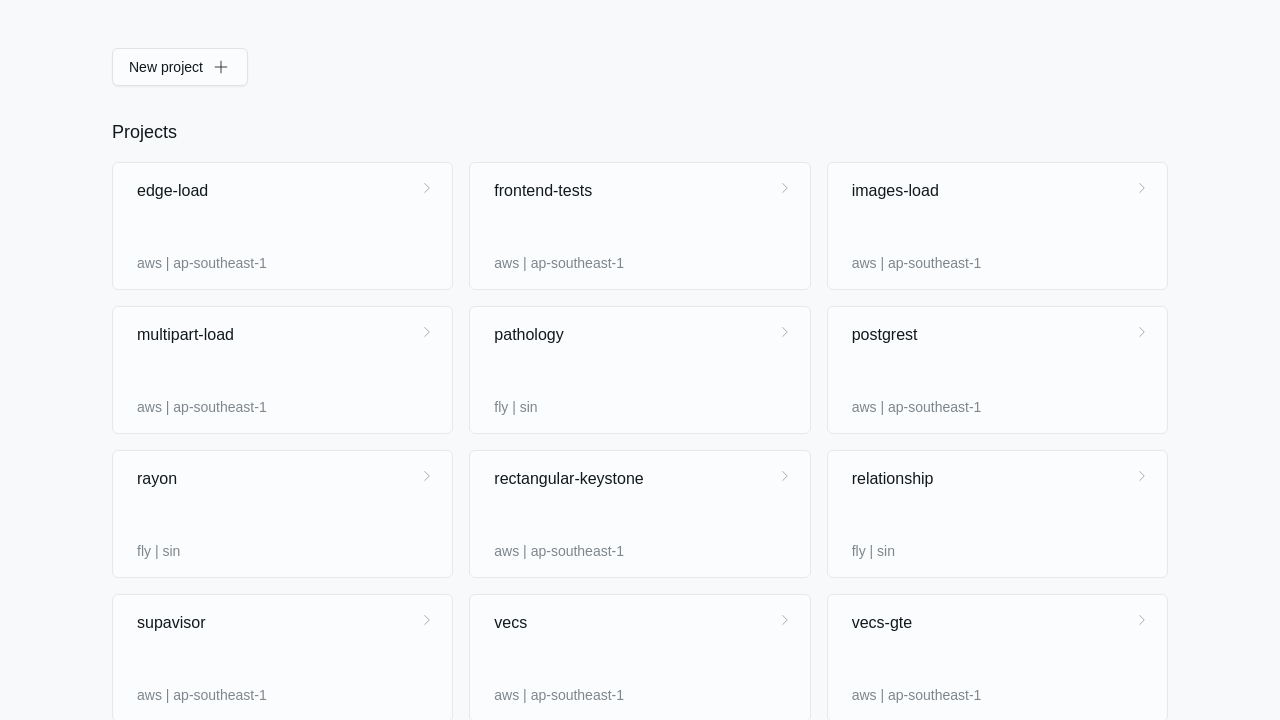 New project
Projects
edge-load
aws | ap-southeast-1
frontend-tests
aws | ap-southeast-1
images-load
aws | ap-southeast-1
multipart-load
aws | ap-southeast-1
pathology
fly | sin
postgrest
aws | ap-southeast-1
rayon
fly | sin
rectangular-keystone
aws | ap-southeast-1
relationship
fly | sin
supavisor
aws | ap-southeast-1
vecs
aws | ap-southeast-1
vecs-gte
aws | ap-southeast-1